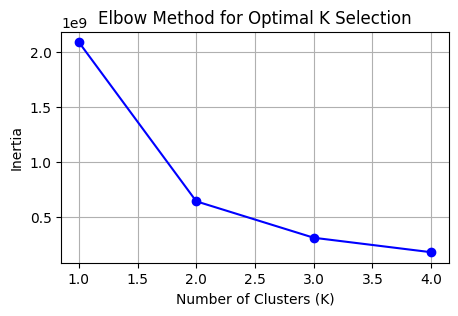 Elbow Method for Optimal K Selection
1e9
2.0
1.5
1.0
0.5
Inertia
1.0 1.5 2.0 2.5 3.0 3.5 4.0
Number of Clusters (K)